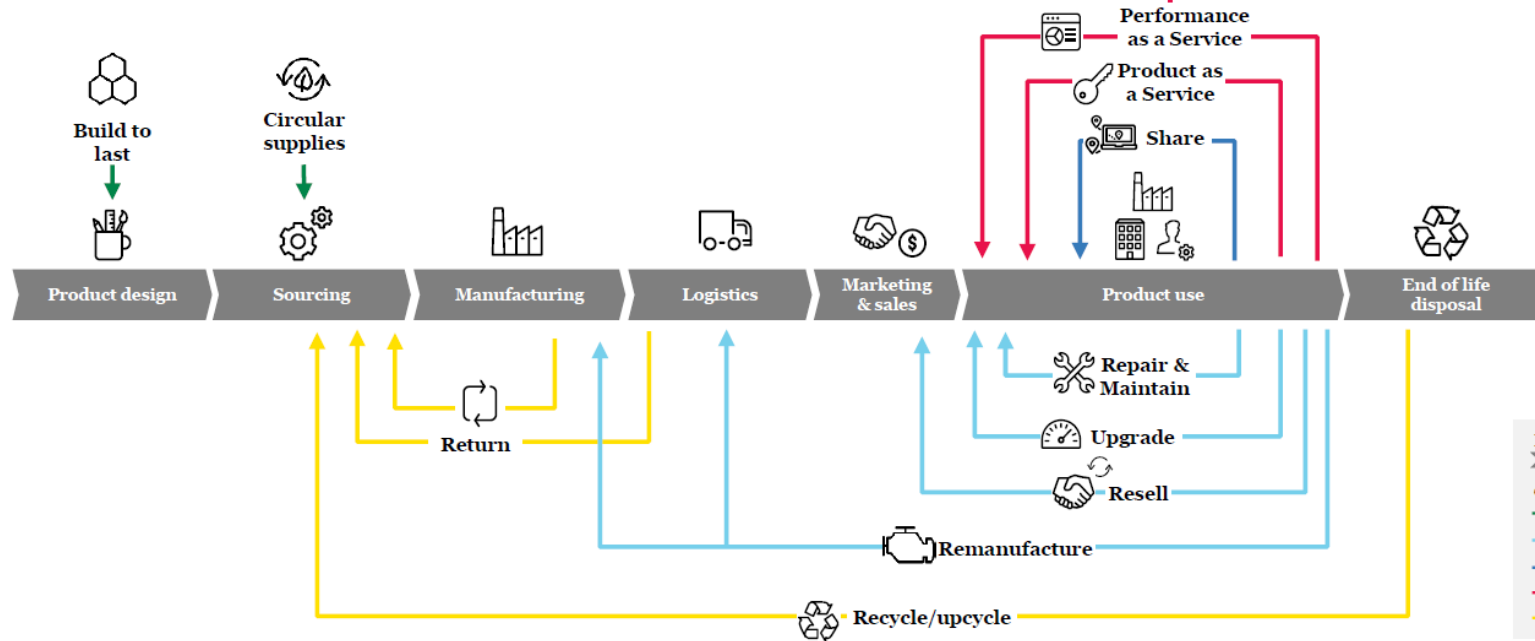 Performance
as a Service
Product as
a Service
Share
Build to
last
Circular
supplies
$
Product design
Sourcing
Manufacturing
Logistics
Marketing
& sales
Product use
End of life
disposal
Repair &
Maintain
Return
Upgrade
Resell
Remanufacture
Recycle/upcycle